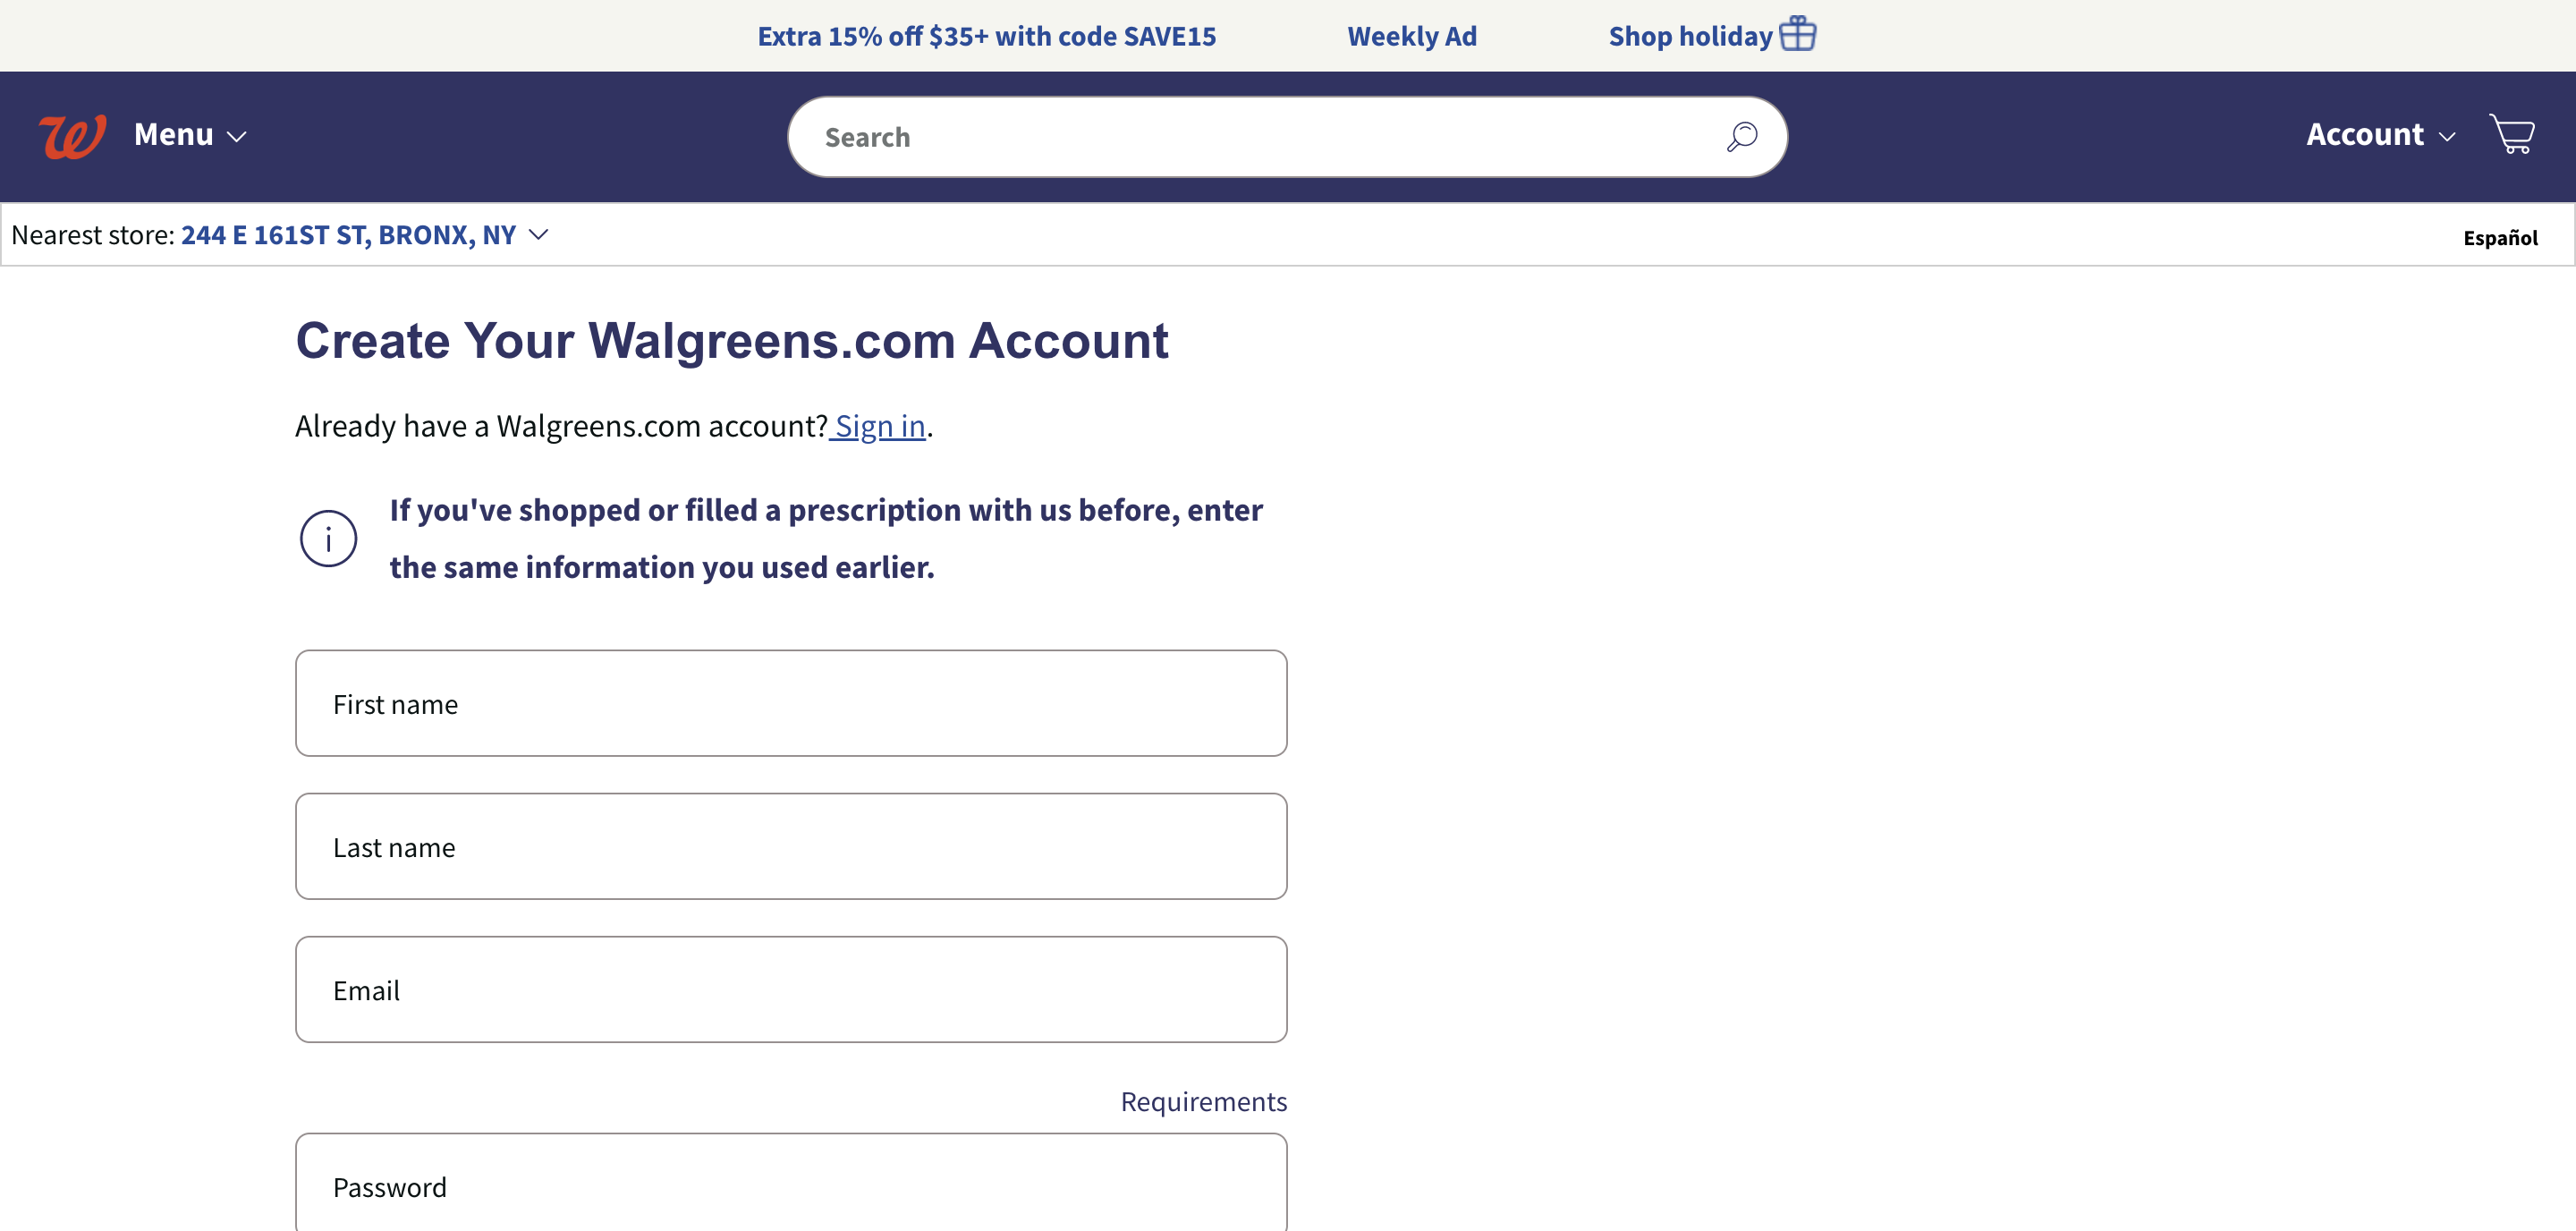 Extra 15% off $35+ with code SAVE15
Weekly Ad
Shop holiday
W
Menu
Search
Account
Nearest store: 244 E 161ST ST, BRONX, NY
Español
Create Your Walgreens.com Account
Already have a Walgreens.com account? Sign in.
If you've shopped or filled a prescription with us before, enter
the same information you used earlier.
First name
Last name
Email
Requirements
Password